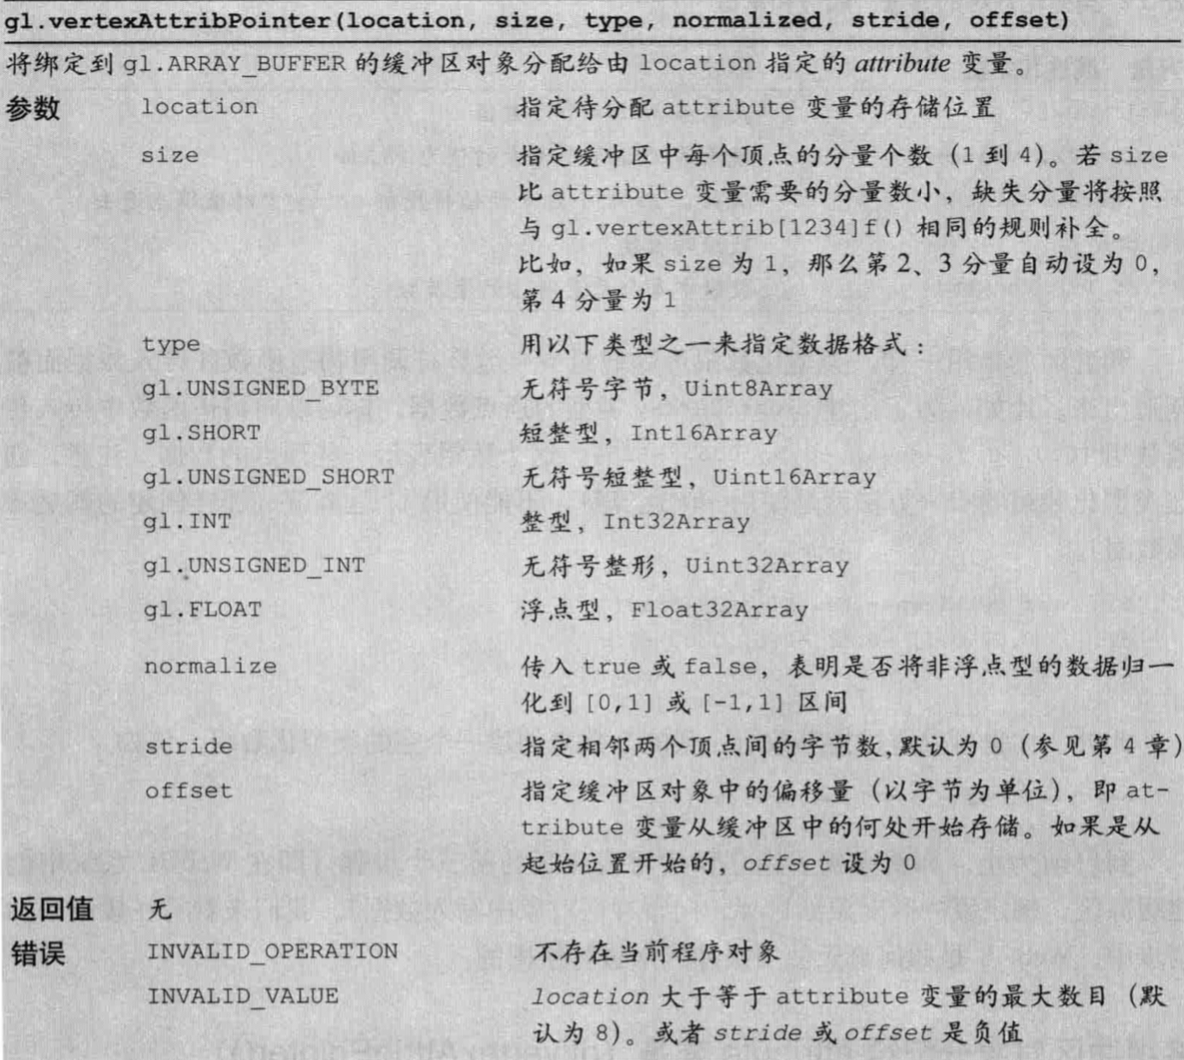 gl.vertexAttribPointer(location, size, type, normalized, stride, offset)
将绑定到 gl.ARRAY_BUFFER 的缓冲区对象分配给由 location 指定的 attribute 变量。
参数 location 指定待分配 attribute 变量的存储位置
size 指定缓冲区中每个顶点的分量个数（1 到 4）。若 size
比 attribute 变量需要的分量数小，缺失分量将按照
与 gl.vertexAttrib[1234]f() 相同的规则补全。
比如，如果 size 为 1，那么第 2、3 分量自动设为 0，
第 4 分量为 1
type 用以下类型之一来指定数据格式：
gl.UNSIGNED_BYTE 无符号字节，Uint8Array
gl.SHORT 短整型，Int16Array
gl.UNSIGNED_SHORT 无符号短整型，Uint16Array
gl.INT 整型，Int32Array
gl.UNSIGNED_INT 无符号整形，Uint32Array
gl.FLOAT 浮点型，Float32Array
normalize 传入 true 或 false，表明是否将非浮点型的数据归一
化到 [0,1] 或 [-1,1] 区间
stride 指定相邻两个顶点间的字节数,默认为 0（参见第 4 章）
offset 指定缓冲区对象中的偏移量（以字节为单位），即 at-
tribute 变量从缓冲区中的何处开始存储。如果是从
起始位置开始的，offset 设为 0
返回值 无
错误 INVALID_OPERATION 不存在当前程序对象
INVALID_VALUE location 大于等于 attribute 变量的最大数目（默
认为 8）。或者 stride 或 offset 是负值